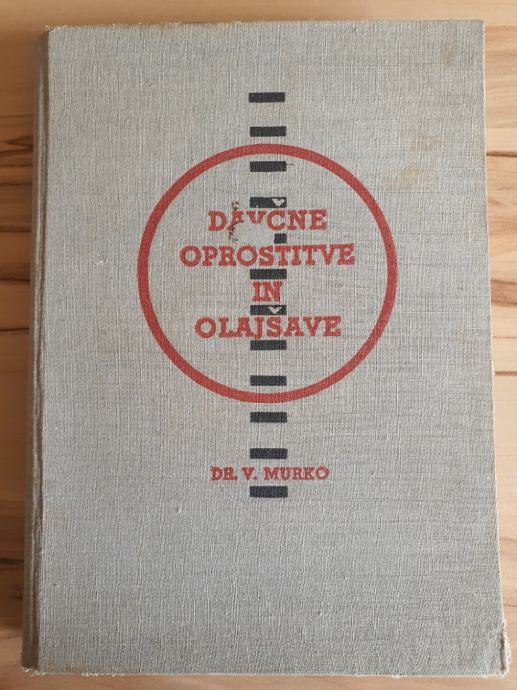 DAVČNE
OPROSTITVE
IN
OLAJŠAVE
DR. V. MURKO